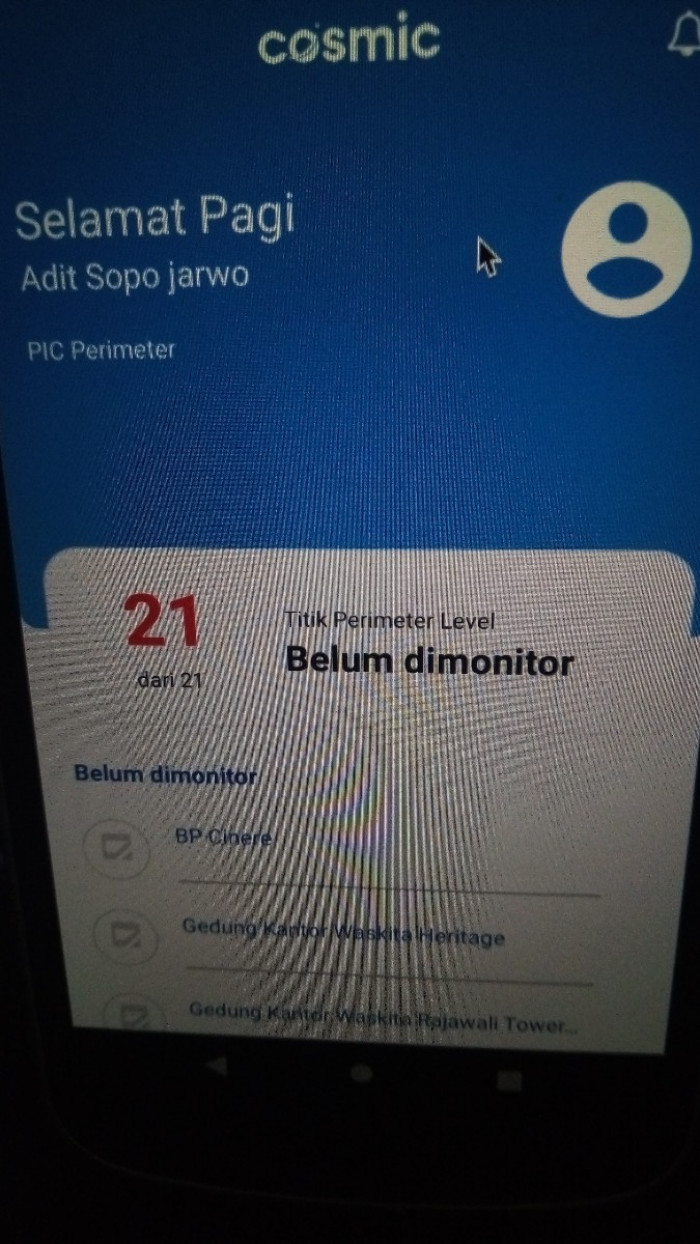 cosmic
Selamat Pagi
Adit Sopo jarwo
PIC Perimeter
21
dari 21
Titik Perimeter Level
Belum dimonitor
Belum dimonitor
BP Cinere
Gedung Kantor Waskita Heritage
Gedung Kantor Waskita Rajawali Tower...